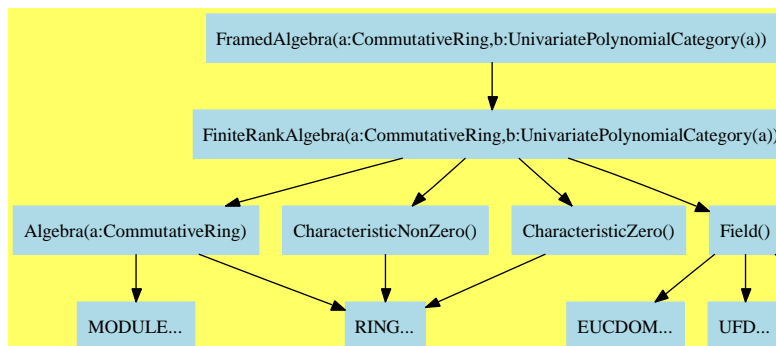 FramedAlgebra(a:CommutativeRing,b:UnivariatePolynomialCategory(a))
FiniteRankAlgebra(a:CommutativeRing,b:UnivariatePolynomialCategory(a))
Algebra(a:CommutativeRing)
CharacteristicNonZero()
CharacteristicZero()
Field()
MODULE...
RING...
EUCDOM...
UFD...